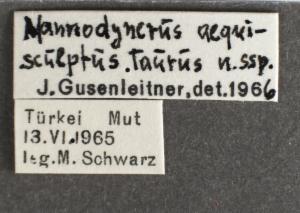 Nannodynerus aequi-
sculptus.taurus n.ssp.
J.Gusenleitner,det.1966
Türkei Mut
13.VI.1965
leg.M. Schwarz